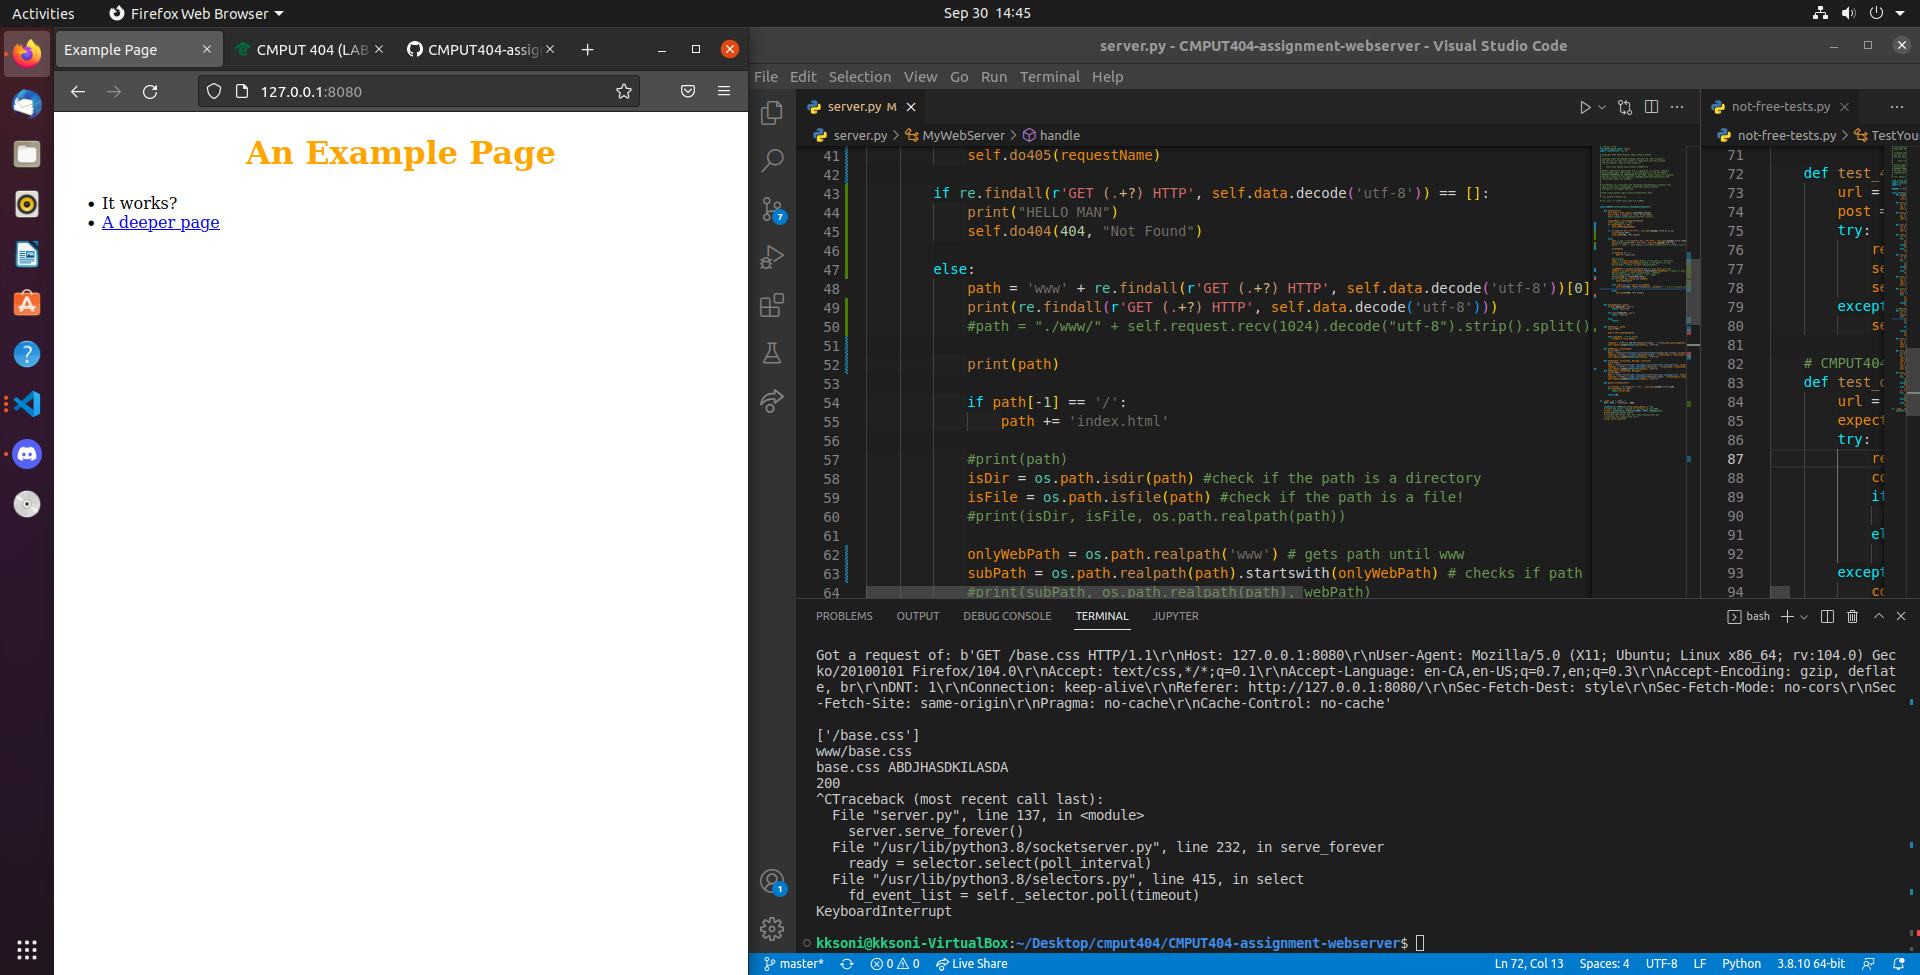 Activities
Firefox Web Browser
Sep 30 14:45
Example Page
CMPUT 404 (LAB
CMPUT404-assig
127.0.0.1:8080
An Example Page
It works?
A deeper page
server.py - CMPUT404-assignment-webserver - Visual Studio Code
File Edit Selection View Go Run Terminal Help
server.py M
server.py > MyWebServer > handle
41 self.do405(requestName)
42
43 if re.findall(r'GET (.+?) HTTP', self.data.decode('utf-8')) == []:
44 print("HELLO MAN")
45 self.do404(404, "Not Found")
46
47 else:
48 path = 'www' + re.findall(r'GET (.+?) HTTP', self.data.decode('utf-8'))[0]
49 print(re.findall(r'GET (.+?) HTTP', self.data.decode('utf-8')))
50 #path = "./www/" + self.request.recv(1024).decode("utf-8").strip().split()
51
52 print(path)
53
54 if path[-1] == '/':
55 path += 'index.html'
56
57 #print(path)
58 isDir = os.path.isdir(path) #check if the path is a directory
59 isFile = os.path.isfile(path) #check if the path is a file!
60 #print(isDir, isFile, os.path.realpath(path))
61
62 onlyWebPath = os.path.realpath('www') # gets path until www
63 subPath = os.path.realpath(path).startswith(onlyWebPath) # checks if path
64 #print(subPath, os.path.realpath(path), webPath)
not-free-tests.py
not-free-tests.py > TestYou
71
72 def test_4
73 url =
74 post =
75 try:
76 re
77 se
78 se
79 except
80 se
81
82 # CMPUT404
83 def test_d
84 url =
85 expect
86 try:
87 re
88 co
89 if
90
91 el
92
93 except
94 co
PROBLEMS OUTPUT DEBUG CONSOLE TERMINAL JUPYTER
bash
Got a request of: b'GET /base.css HTTP/1.1\r\nHost: 127.0.0.1:8080\r\nUser-Agent: Mozilla/5.0 (X11; Ubuntu; Linux x86_64; rv:104.0) Gec
ko/20100101 Firefox/104.0\r\nAccept: text/css,*/*;q=0.1\r\nAccept-Language: en-CA,en-US;q=0.7,en;q=0.3\r\nAccept-Encoding: gzip, deflat
e, br\r\nDNT: 1\r\nConnection: keep-alive\r\nReferer: http://127.0.0.1:8080/\r\nSec-Fetch-Dest: style\r\nSec-Fetch-Mode: no-cors\r\nSec
-Fetch-Site: same-origin\r\nPragma: no-cache\r\nCache-Control: no-cache'
['/base.css']
www/base.css
base.css ABDJHASDKILASDA
200
^CTraceback (most recent call last):
File "server.py", line 137, in <module>
server.serve_forever()
File "/usr/lib/python3.8/socketserver.py", line 232, in serve_forever
ready = selector.select(poll_interval)
File "/usr/lib/python3.8/selectors.py", line 415, in select
fd_event_list = self._selector.poll(timeout)
KeyboardInterrupt
kksoni@kksoni-VirtualBox:~/Desktop/cmput404/CMPUT404-assignment-webserver$
7
1
master* 0 0 Live Share
Ln 72, Col 13 Spaces: 4 UTF-8 LF Python 3.8.10 64-bit